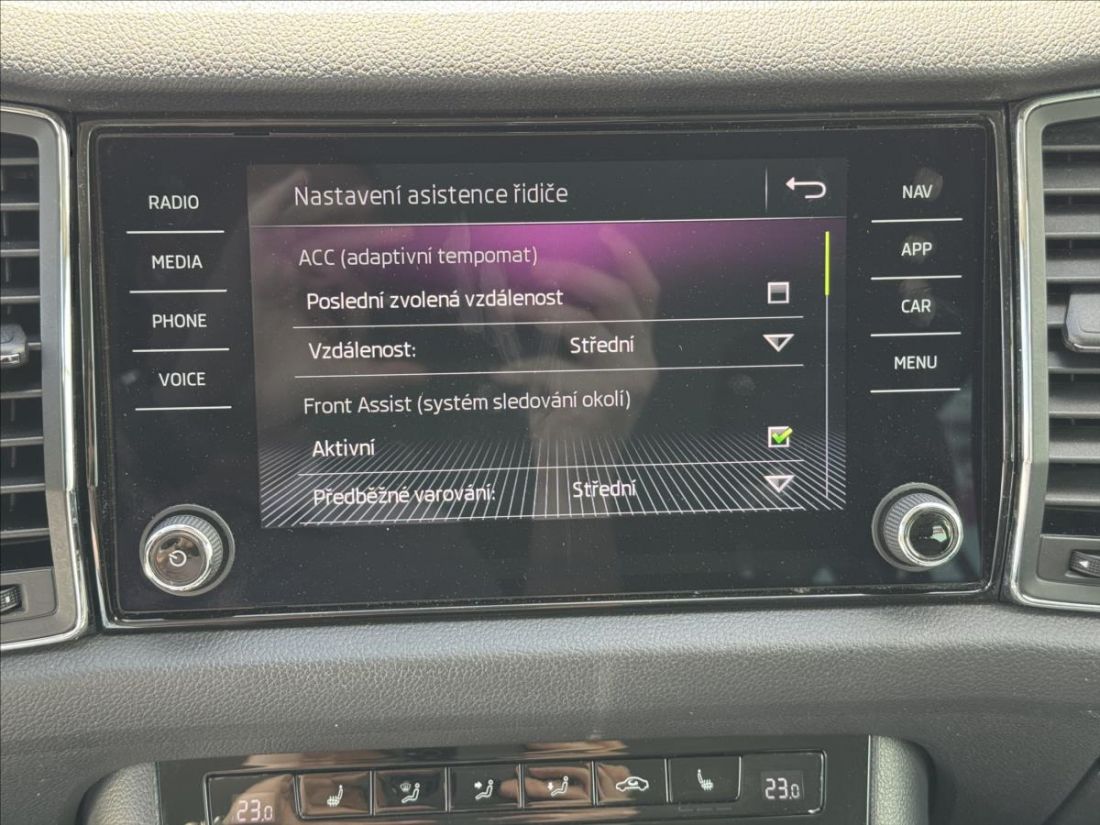 RADIO
MEDIA
PHONE
VOICE
Nastavení asistence řidiče
ACC (adaptivní tempomat)
Poslední zvolená vzdálenost
Vzdálenost: Střední
Front Assist (systém sledování okolí)
Aktivní
Předběžné varování: Střední
NAV
APP
CAR
MENU
23.0
23.0